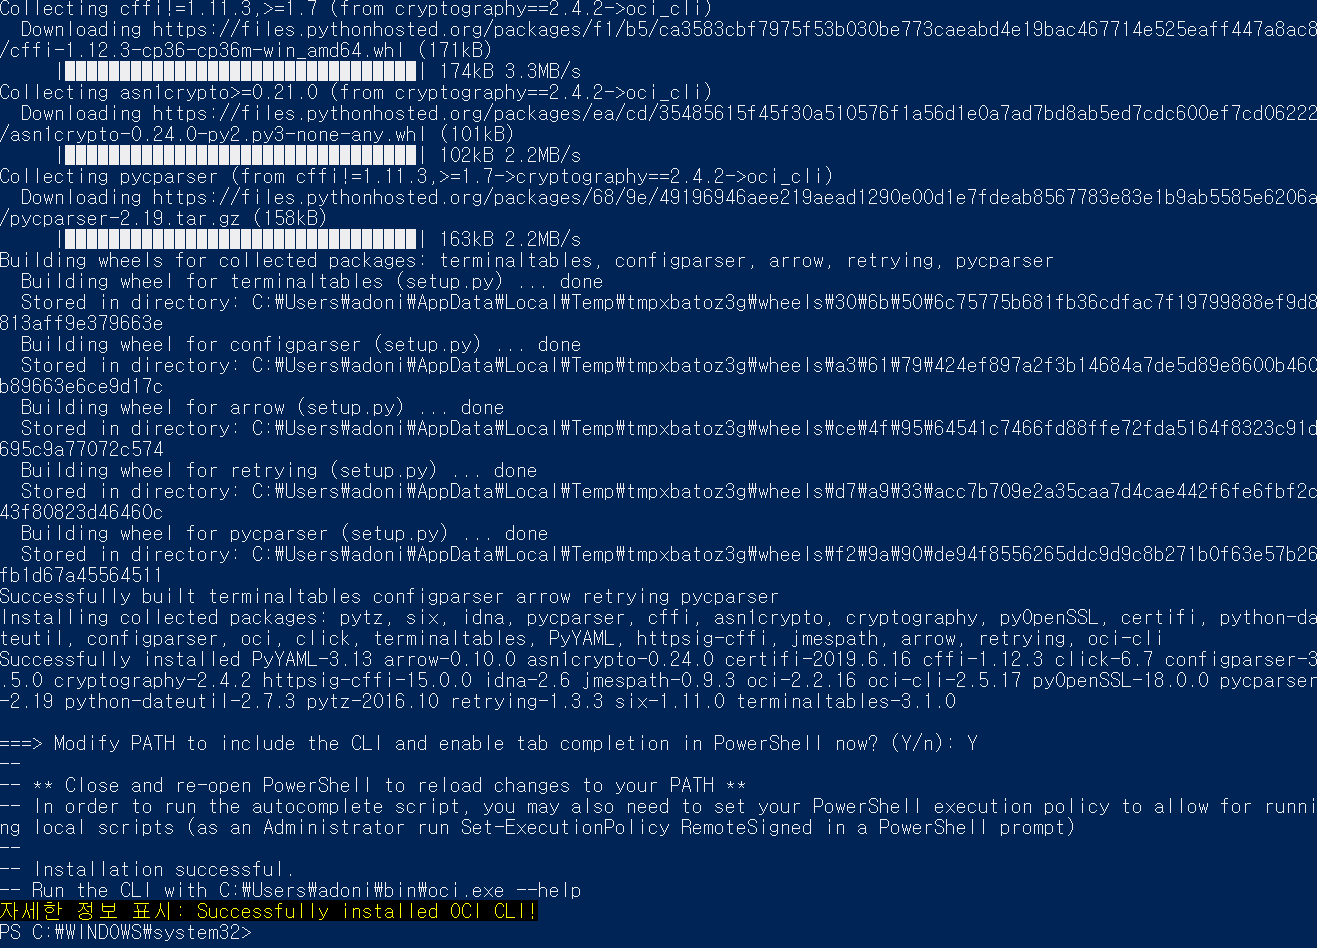 Collecting cffi!=1.11.3,>=1.7 (from cryptography==2.4.2->oci_cli)
  Downloading https://files.pythonhosted.org/packages/f1/b5/ca3583cbf7975f53b030be773caeabd4e19bac467714e525eaff447a8ac8
/cffi-1.12.3-cp36-cp36m-win_amd64.whl (171kB)
     |████████████████████████████████| 174kB 3.3MB/s
Collecting asn1crypto>=0.21.0 (from cryptography==2.4.2->oci_cli)
  Downloading https://files.pythonhosted.org/packages/ea/cd/35485615f45f30a510576f1a56d1e0a7ad7bd8ab5ed7cdc600ef7cd06222
/asn1crypto-0.24.0-py2.py3-none-any.whl (101kB)
     |████████████████████████████████| 102kB 2.2MB/s
Collecting pycparser (from cffi!=1.11.3,>=1.7->cryptography==2.4.2->oci_cli)
  Downloading https://files.pythonhosted.org/packages/68/9e/49196946aee219aead1290e00d1e7fdeab8567783e83e1b9ab5585e6206a
/pycparser-2.19.tar.gz (158kB)
     |████████████████████████████████| 163kB 2.2MB/s
Building wheels for collected packages: terminaltables, configparser, arrow, retrying, pycparser
  Building wheel for terminaltables (setup.py) ... done
  Stored in directory: C:₩Users₩adoni₩AppData₩Local₩Temp₩tmpxbatoz3g₩wheels₩30₩6b₩50₩6c75775b681fb36cdfac7f19799888ef9d8
813aff9e379663e
  Building wheel for configparser (setup.py) ... done
  Stored in directory: C:₩Users₩adoni₩AppData₩Local₩Temp₩tmpxbatoz3g₩wheels₩a3₩61₩79₩424ef897a2f3b14684a7de5d89e8600b460
b89663e6ce9d17c
  Building wheel for arrow (setup.py) ... done
  Stored in directory: C:₩Users₩adoni₩AppData₩Local₩Temp₩tmpxbatoz3g₩wheels₩ce₩4f₩95₩64541c7466fd88ffe72fda5164f8323c91d
695c9a77072c574
  Building wheel for retrying (setup.py) ... done
  Stored in directory: C:₩Users₩adoni₩AppData₩Local₩Temp₩tmpxbatoz3g₩wheels₩d7₩a9₩33₩acc7b709e2a35caa7d4cae442f6fe6fbf2c
43f80823d46460c
  Building wheel for pycparser (setup.py) ... done
  Stored in directory: C:₩Users₩adoni₩AppData₩Local₩Temp₩tmpxbatoz3g₩wheels₩f2₩9a₩90₩de94f8556265ddc9d9c8b271b0f63e57b26
fb1d67a45564511
Successfully built terminaltables configparser arrow retrying pycparser
Installing collected packages: pytz, six, idna, pycparser, cffi, asn1crypto, cryptography, pyOpenSSL, certifi, python-da
teutil, configparser, oci, click, terminaltables, PyYAML, httpsig-cffi, jmespath, arrow, retrying, oci-cli
Successfully installed PyYAML-3.13 arrow-0.10.0 asn1crypto-0.24.0 certifi-2019.6.16 cffi-1.12.3 click-6.7 configparser-3
.5.0 cryptography-2.4.2 httpsig-cffi-15.0.0 idna-2.6 jmespath-0.9.3 oci-2.2.16 oci-cli-2.5.17 pyOpenSSL-18.0.0 pycparser
-2.19 python-dateutil-2.7.3 pytz-2016.10 retrying-1.3.3 six-1.11.0 terminaltables-3.1.0

===> Modify PATH to include the CLI and enable tab completion in PowerShell now? (Y/n): Y
--
-- ** Close and re-open PowerShell to reload changes to your PATH **
-- In order to run the autocomplete script, you may also need to set your PowerShell execution policy to allow for runni
ng local scripts (as an Administrator run Set-ExecutionPolicy RemoteSigned in a PowerShell prompt)
--
-- Installation successful.
-- Run the CLI with C:₩Users₩adoni₩bin₩oci.exe --help
자세한 정보 표시: Successfully installed OCI CLI!
PS C:₩WINDOWS₩system32>